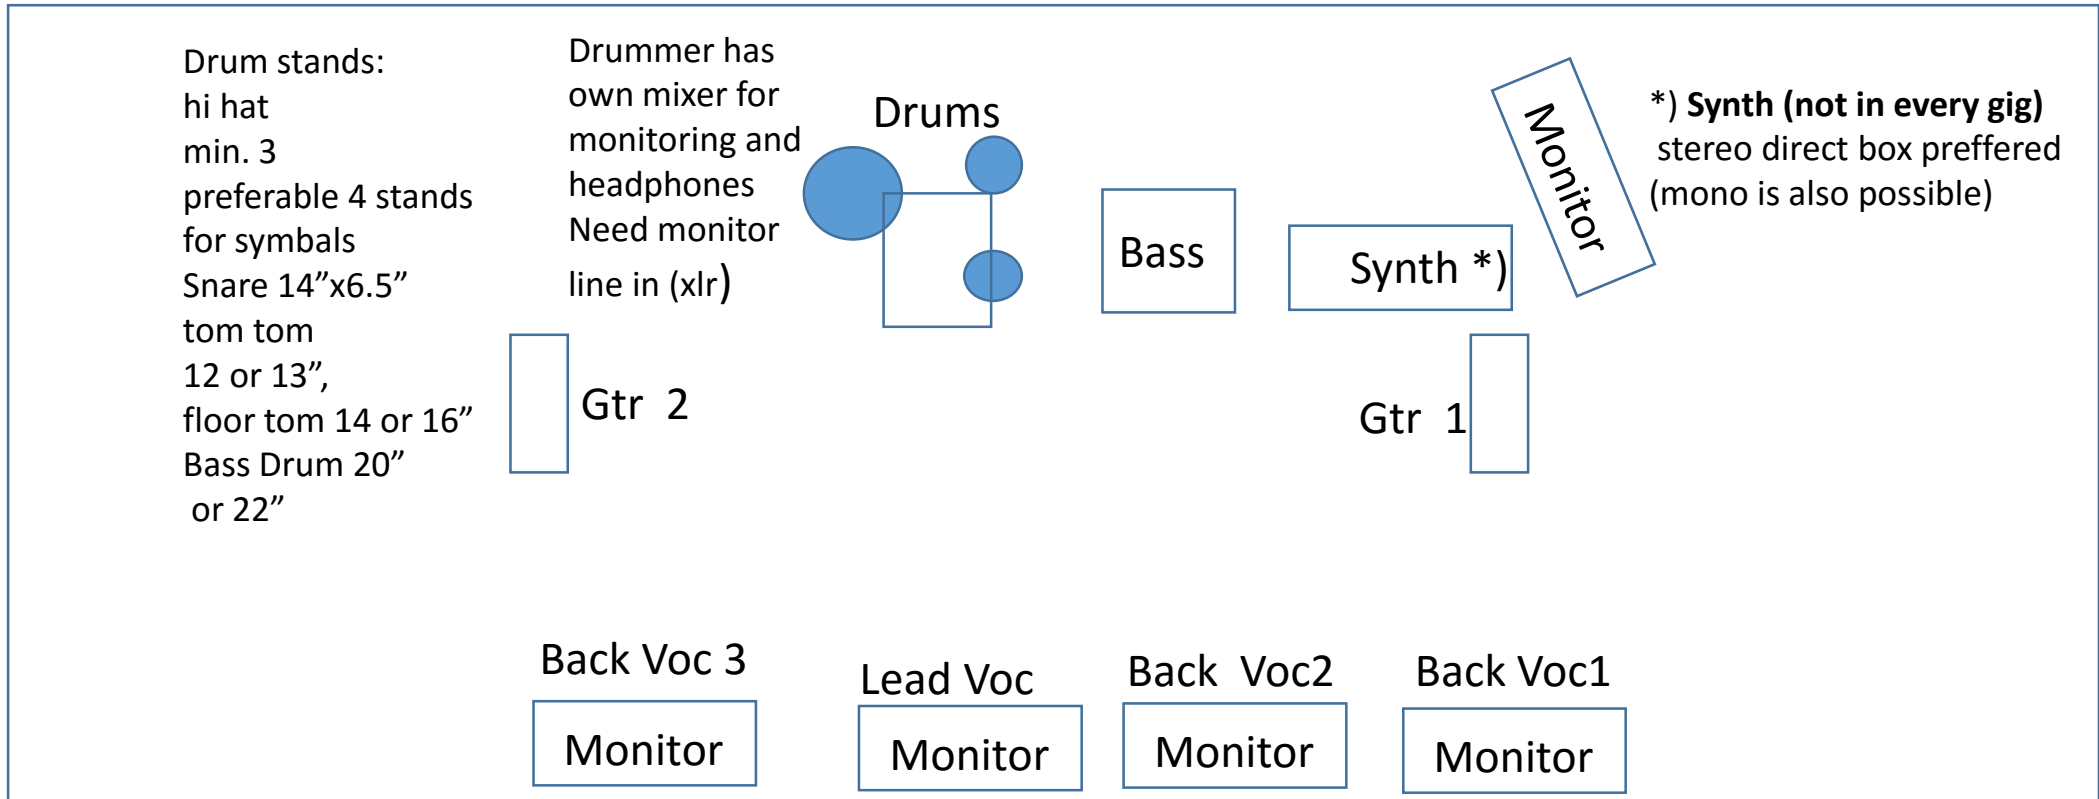 Drum stands:
hi hat
min. 3
preferable 4 stands
for symbals
Snare 14”x6.5”
tom tom
12 or 13”,
floor tom 14 or 16”
Bass Drum 20”
or 22”
Drummer has
own mixer for
monitoring and
headphones
Need monitor
line in (xlr)
Drums
Bass
Synth *)
Monitor
*) Synth (not in every gig)
stereo direct box preffered
(mono is also possible)
Gtr 2
Gtr 1
Back Voc 3
Lead Voc
Back Voc2
Back Voc1
Monitor
Monitor
Monitor
Monitor